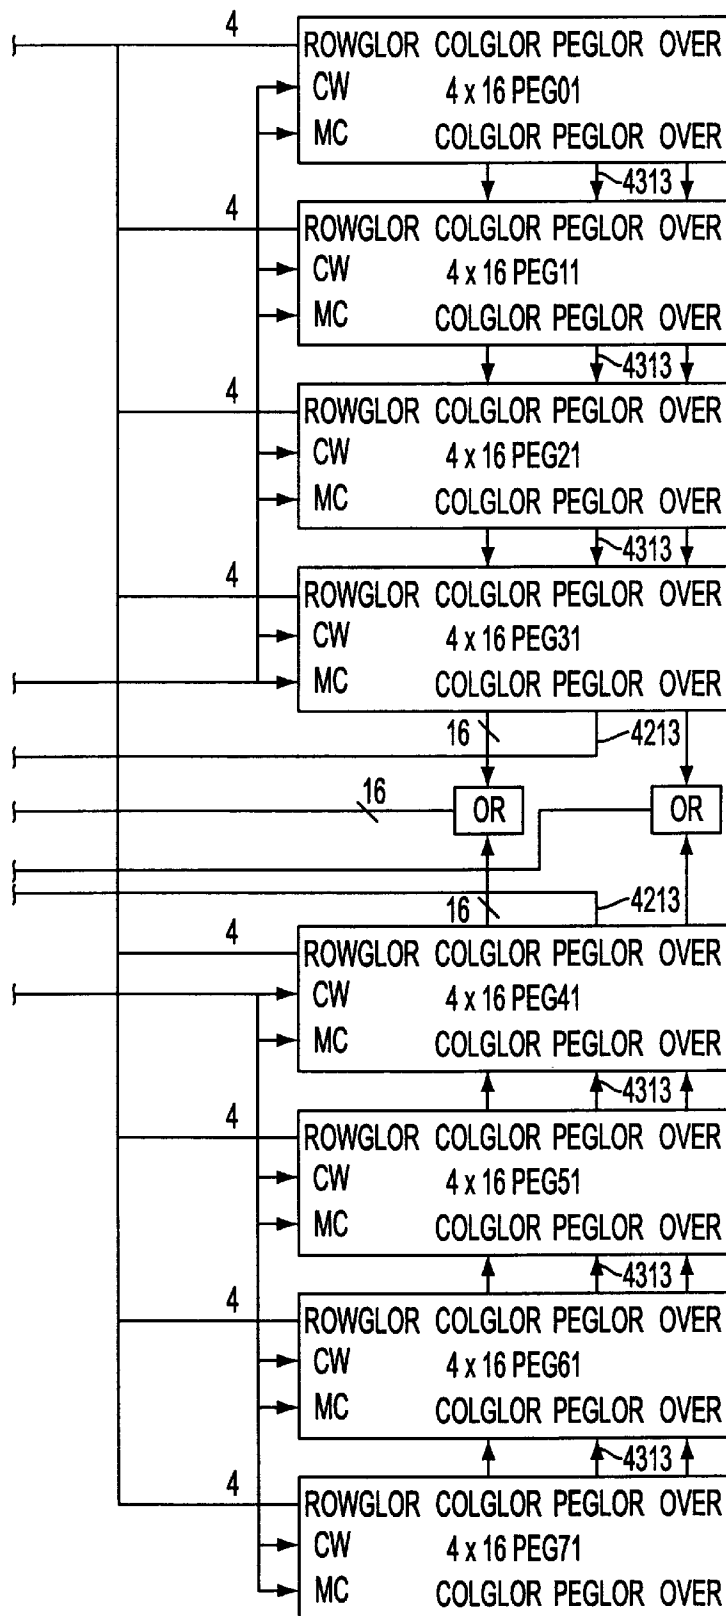 4
ROWGLOR COLGLOR PEGLOR OVER
CW 4 x 16 PEG01
MC COLGLOR PEGLOR OVER
4313
4
ROWGLOR COLGLOR PEGLOR OVER
CW 4 x 16 PEG11
MC COLGLOR PEGLOR OVER
4313
4
ROWGLOR COLGLOR PEGLOR OVER
CW 4 x 16 PEG21
MC COLGLOR PEGLOR OVER
4313
4
ROWGLOR COLGLOR PEGLOR OVER
CW 4 x 16 PEG31
MC COLGLOR PEGLOR OVER
16 4213
16 OR OR
16 4213
4
ROWGLOR COLGLOR PEGLOR OVER
CW 4 x 16 PEG41
MC COLGLOR PEGLOR OVER
4313
4
ROWGLOR COLGLOR PEGLOR OVER
CW 4 x 16 PEG51
MC COLGLOR PEGLOR OVER
4313
4
ROWGLOR COLGLOR PEGLOR OVER
CW 4 x 16 PEG61
MC COLGLOR PEGLOR OVER
4313
4
ROWGLOR COLGLOR PEGLOR OVER
CW 4 x 16 PEG71
MC COLGLOR PEGLOR OVER